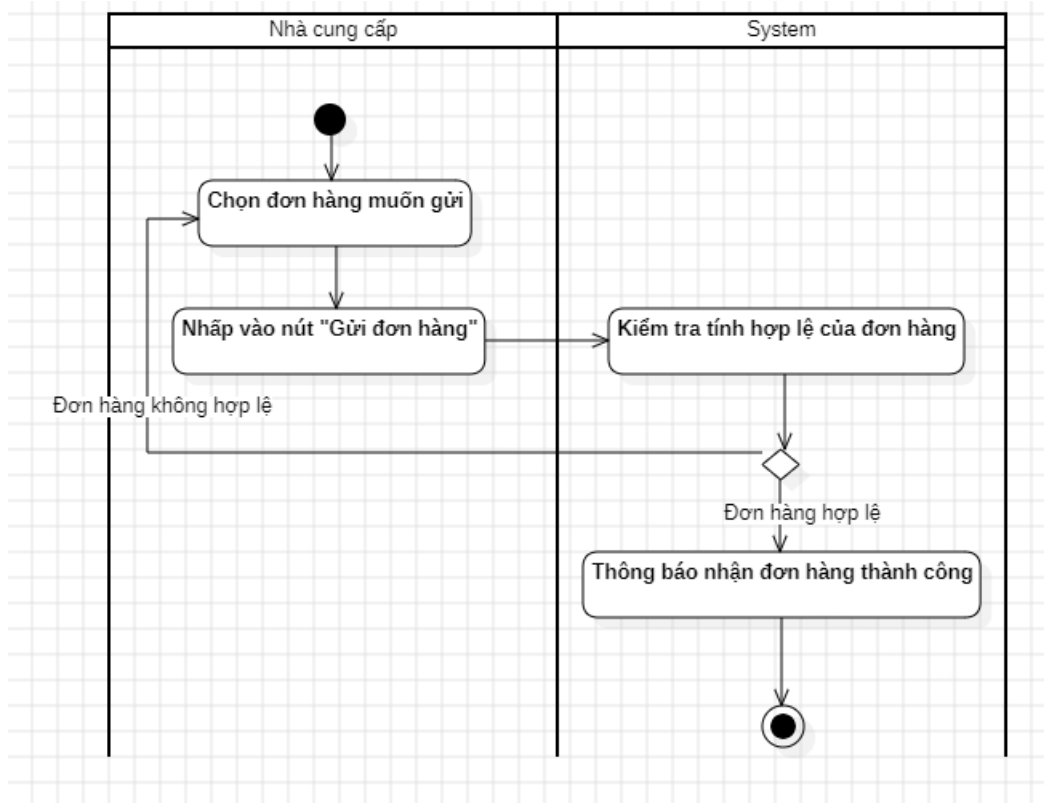 Nhà cung cấp
System
Chọn đơn hàng muốn gửi
Nhấp vào nút "Gửi đơn hàng"
Kiểm tra tính hợp lệ của đơn hàng
Đơn hàng không hợp lệ
Đơn hàng hợp lệ
Thông báo nhận đơn hàng thành công